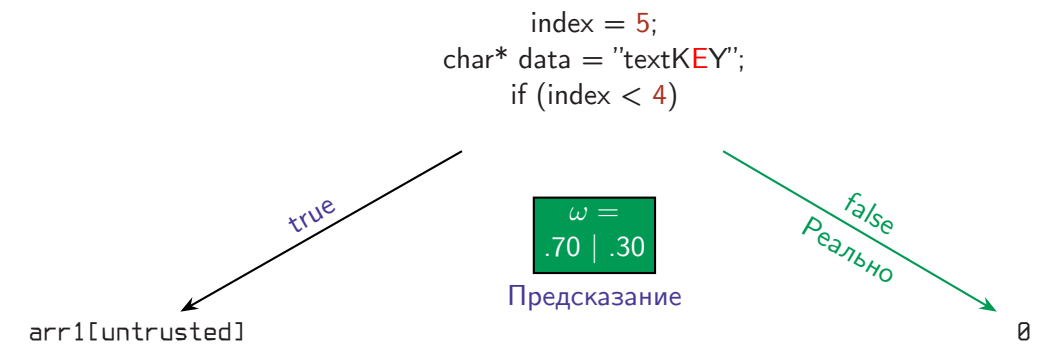 index = 5;
char* data = ”textKEY”;
if (index < 4)
true
false
Реально
ω =
.70 | .30
Предсказание
arr1[untrusted]
0